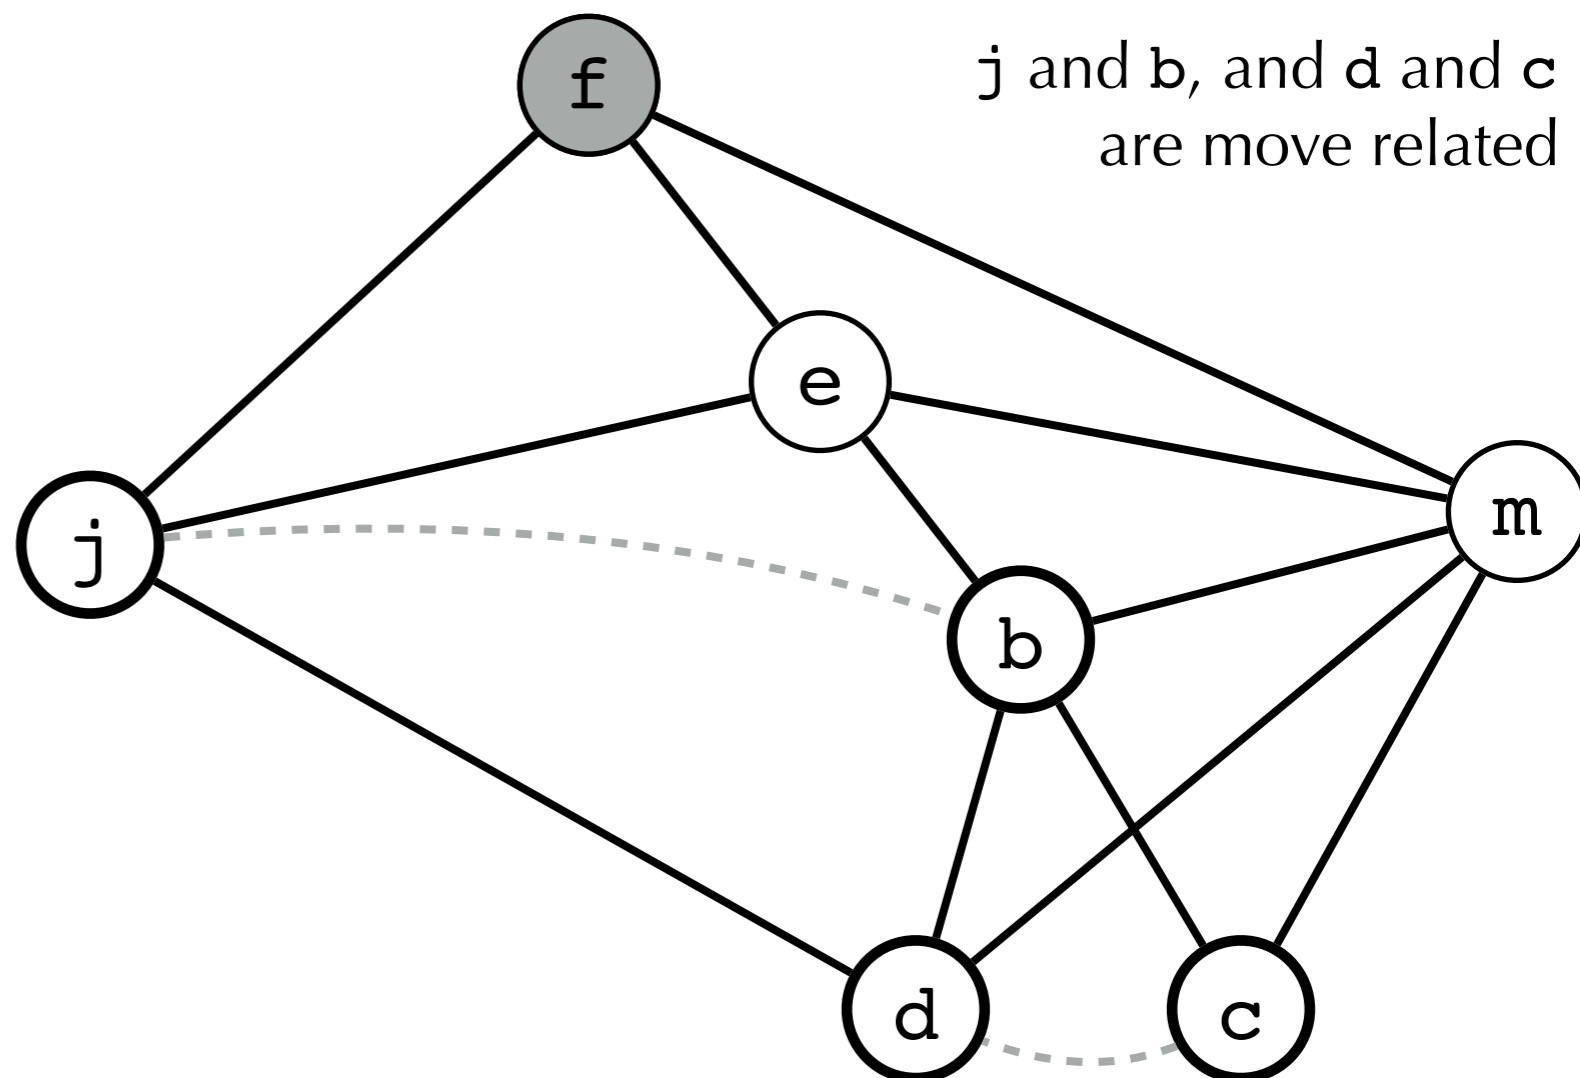 f
j and b, and d and c
are move related
e
m
j
b
d
c